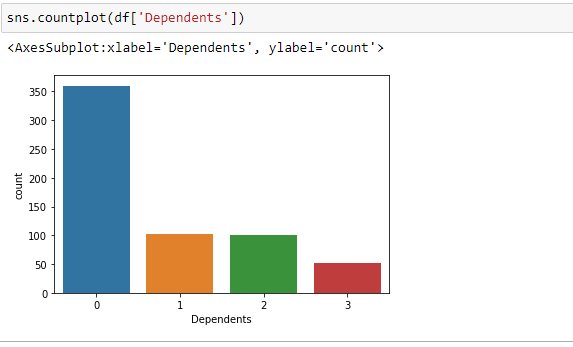 sns.countplot(df['Dependents'])
<AxesSubplot:xlabel='Dependents', ylabel='count'>
350
300
250
200
150
100
50
0
count
0 1 2 3
Dependents